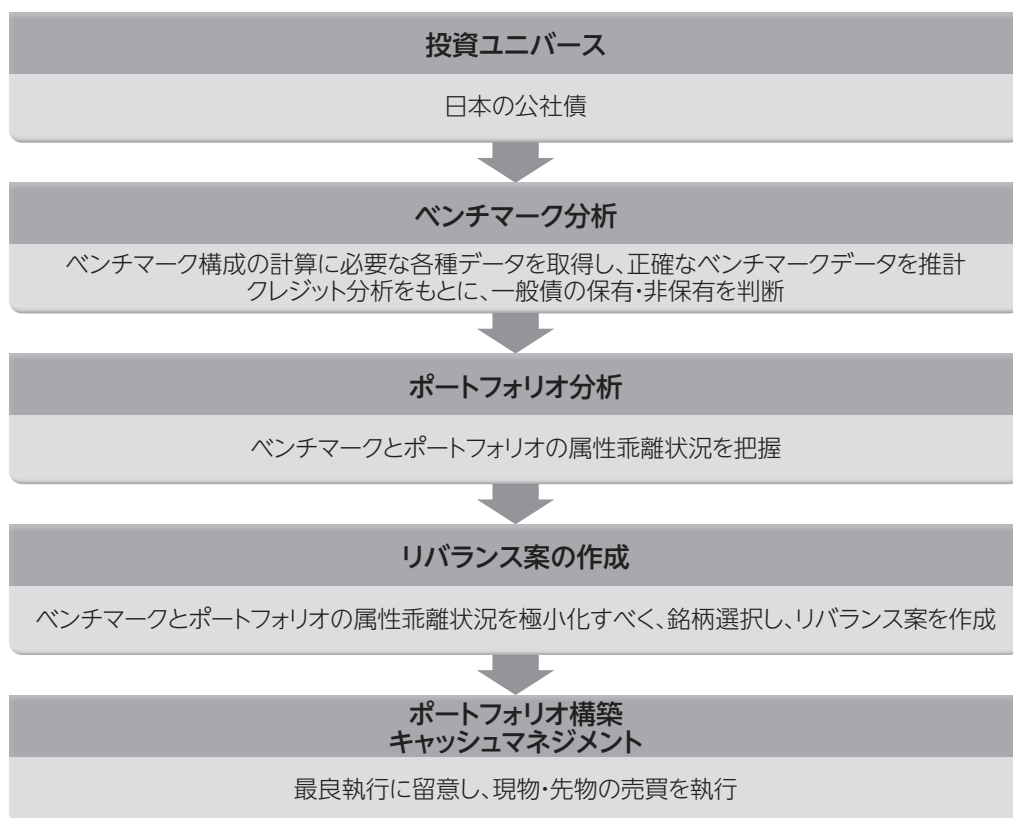 投資ユニバース
日本の公社債
ベンチマーク分析
ベンチマーク構成の計算に必要な各種データを取得し、正確なベンチマークデータを推計
クレジット分析をもとに、一般債の保有・非保有を判断
ポートフォリオ分析
ベンチマークとポートフォリオの属性乖離状況を把握
リバランス案の作成
ベンチマークとポートフォリオの属性乖離状況を極小化すべく、銘柄選択し、リバランス案を作成
ポートフォリオ構築
キャッシュマネジメント
最良執行に留意し、現物・先物の売買を執行